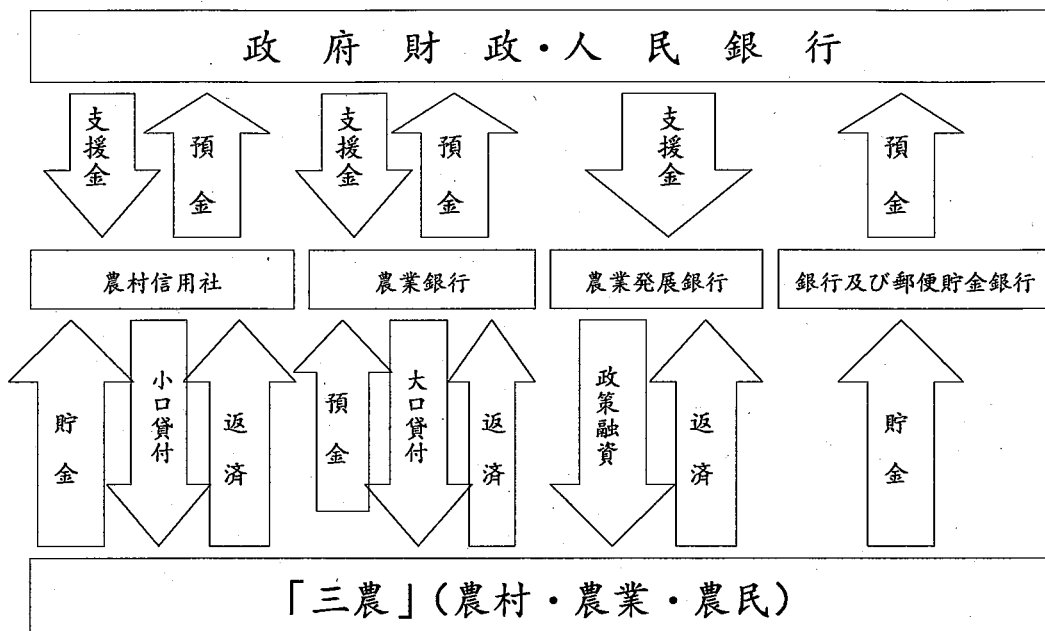 政府財政・人民銀行
支援金
預金
支援金
預金
支援金
預金
農村信用社
農業銀行
農業発展銀行
銀行及び郵便貯金銀行
貯金
小口貸付
返済
預金
大口貸付
返済
政策融資
返済
貯金
「三農」(農村・農業・農民)